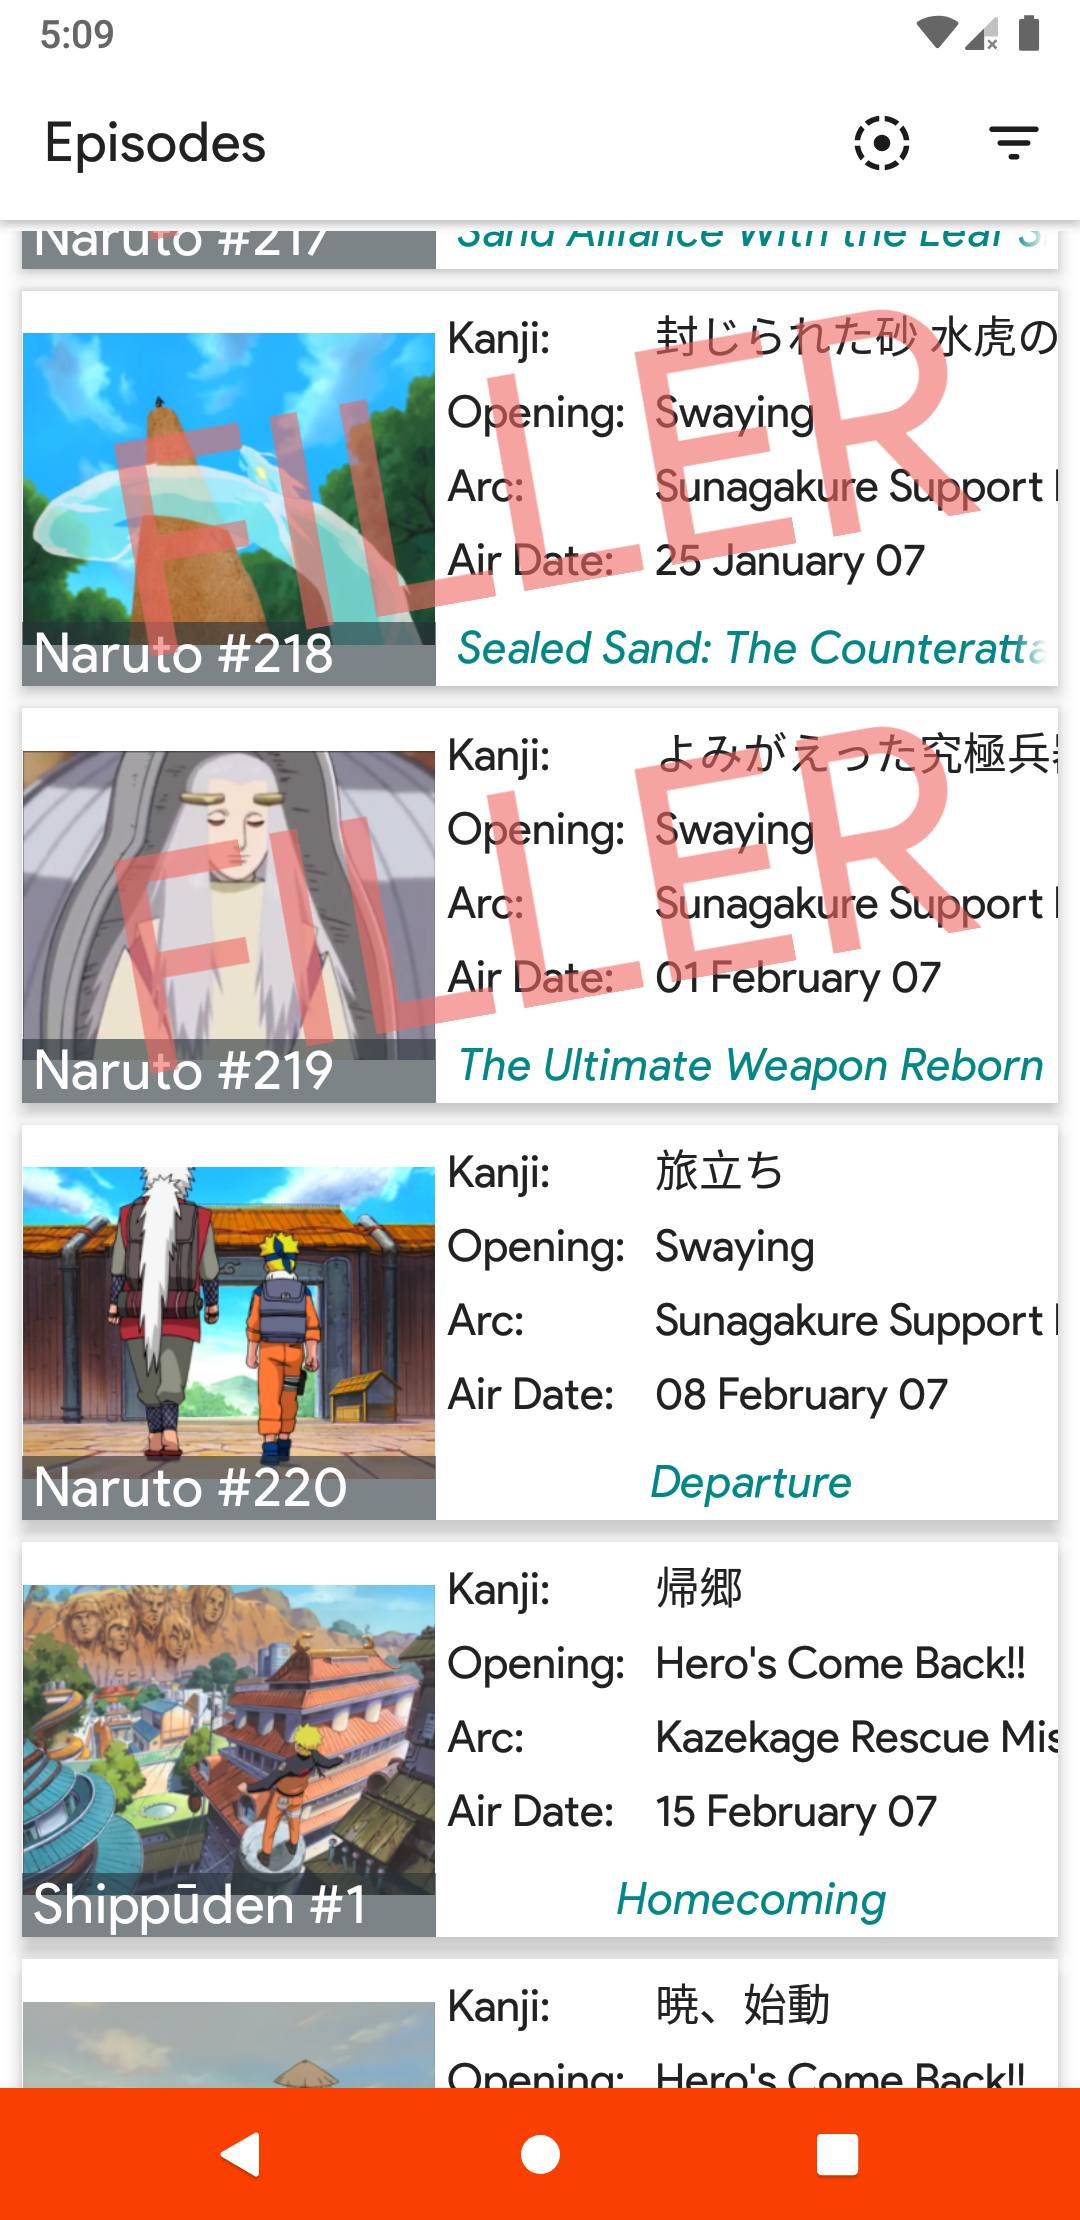 5:09
Episodes
Naruto #217
Sand Alliance With the Leaf S
Kanji: 封じられた砂 水虎の
Opening: Swaying
Arc: Sunagakure Support
Air Date: 25 January 07
Naruto #218
Sealed Sand: The Counteratta
FILLER
Kanji: よみがえった究極兵器
Opening: Swaying
Arc: Sunagakure Support
Air Date: 01 February 07
Naruto #219
The Ultimate Weapon Reborn
FILLER
Kanji: 旅立ち
Opening: Swaying
Arc: Sunagakure Support
Air Date: 08 February 07
Naruto #220
Departure
Kanji: 帰郷
Opening: Hero's Come Back!!
Arc: Kazekage Rescue Mis
Air Date: 15 February 07
Shippūden #1
Homecoming
Kanji: 暁、始動
Opening: Hero's Come Back!!